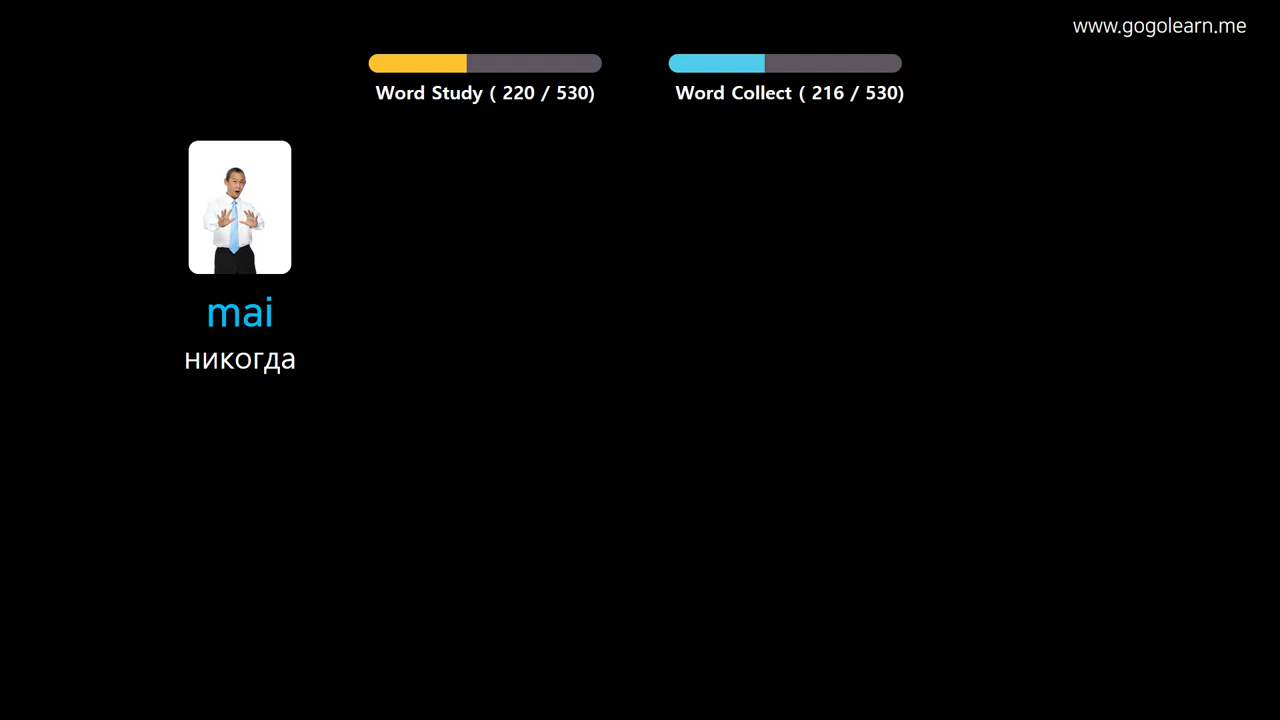 www.gogolearn.me
Word Study ( 220 / 530)
Word Collect ( 216 / 530)
mai
никогда